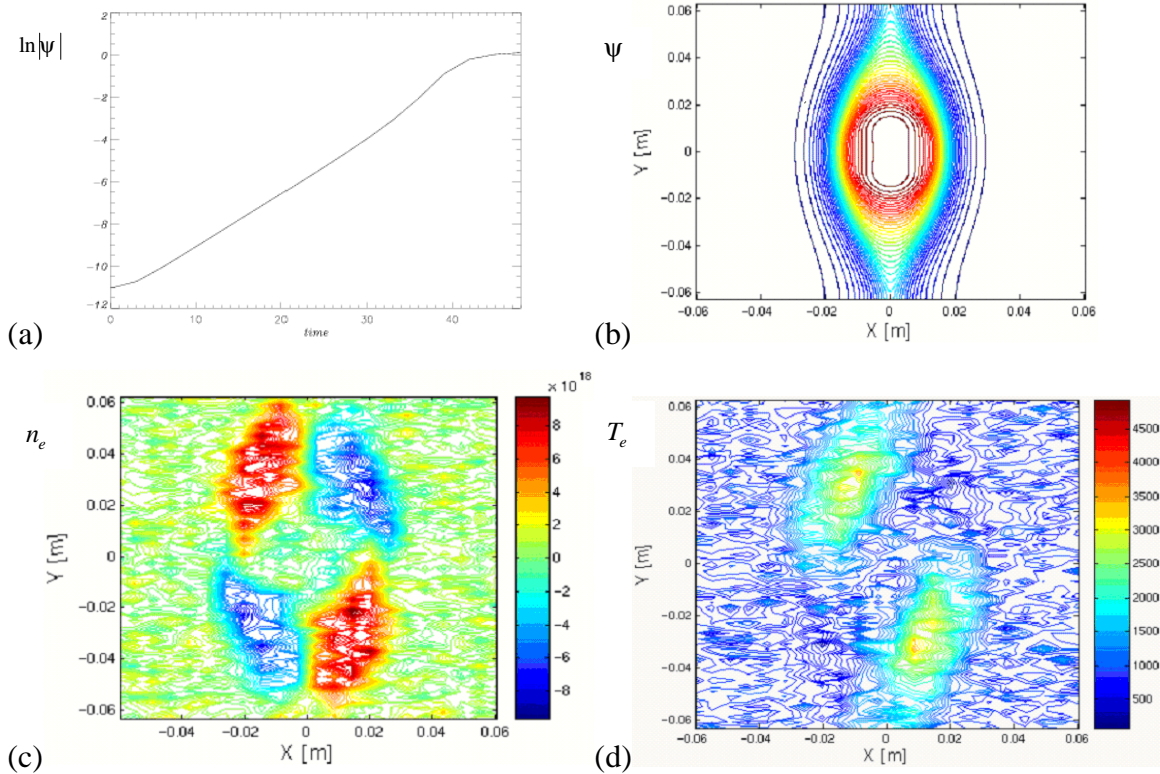 2
0
−2
−4
−6
−8
−10
−12
ln|ψ|
0 10 20 30 40
time
(a)
ψ
0.06
0.04
0.02
0
−0.02
−0.04
−0.06
Y [m]
−0.06 −0.04 −0.02 0 0.02 0.04 0.06
X [m]
(b)
n_e
0.06
0.04
0.02
0
−0.02
−0.04
−0.06
Y [m]
−0.04 −0.02 0 0.02 0.04 0.06
X [m]
× 10^18
8
6
4
2
0
−2
−4
−6
−8
(c)
T_e
0.06
0.04
0.02
0
−0.02
−0.04
−0.06
Y [m]
−0.06 −0.04 −0.02 0 0.02 0.04 0.06
X [m]
4500
4000
3500
3000
2500
2000
1500
1000
500
(d)